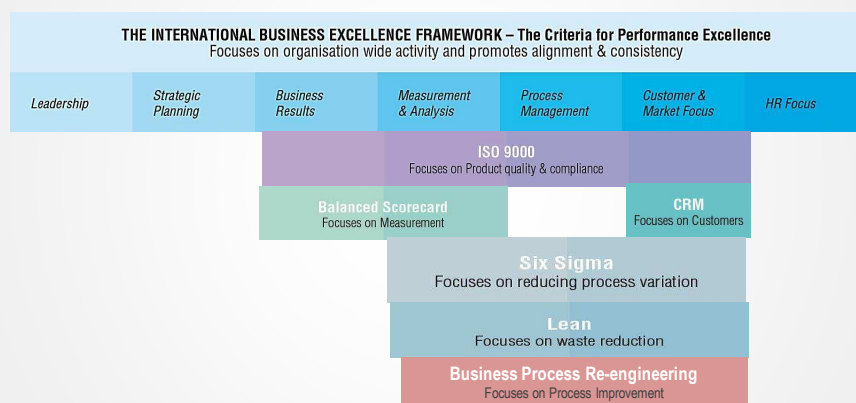 THE INTERNATIONAL BUSINESS EXCELLENCE FRAMEWORK – The Criteria for Performance Excellence
Focuses on organisation wide activity and promotes alignment & consistency
Leadership
Strategic
Planning
Business
Results
Measurement
& Analysis
Process
Management
Customer &
Market Focus
HR Focus
ISO 9000
Focuses on Product quality & compliance
Balanced Scorecard
Focuses on Measurement
CRM
Focuses on Customers
Six Sigma
Focuses on reducing process variation
Lean
Focuses on waste reduction
Business Process Re-engineering
Focuses on Process Improvement